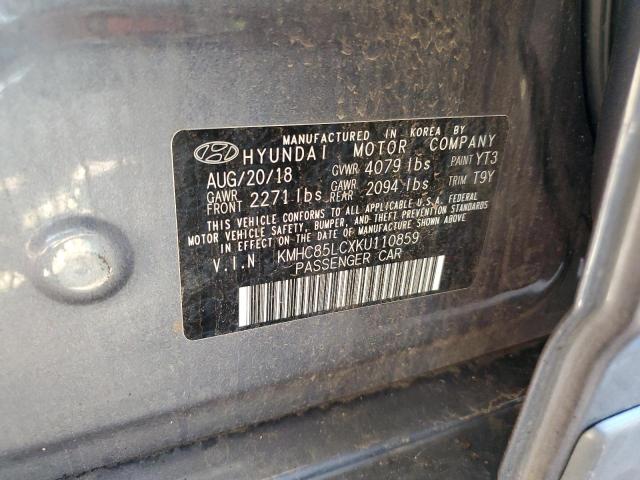 MANUFACTURED IN KOREA BY
HYUNDAI MOTOR COMPANY
AUG/20/18 GVWR 4079 lbs PAINT YT3
GAWR FRONT 2271 lbs GAWR REAR 2094 lbs TRIM T9Y
THIS VEHICLE CONFORMS TO ALL APPLICABLE U.S. FEDERAL
MOTOR VEHICLE SAFETY, BUMPER, AND THEFT PREVENTION STANDARDS
IN EFFECT ON THE DATE OF MANUFACTURE SHOWN ABOVE.
V.I.N KMHC85LCXKU110859
PASSENGER CAR